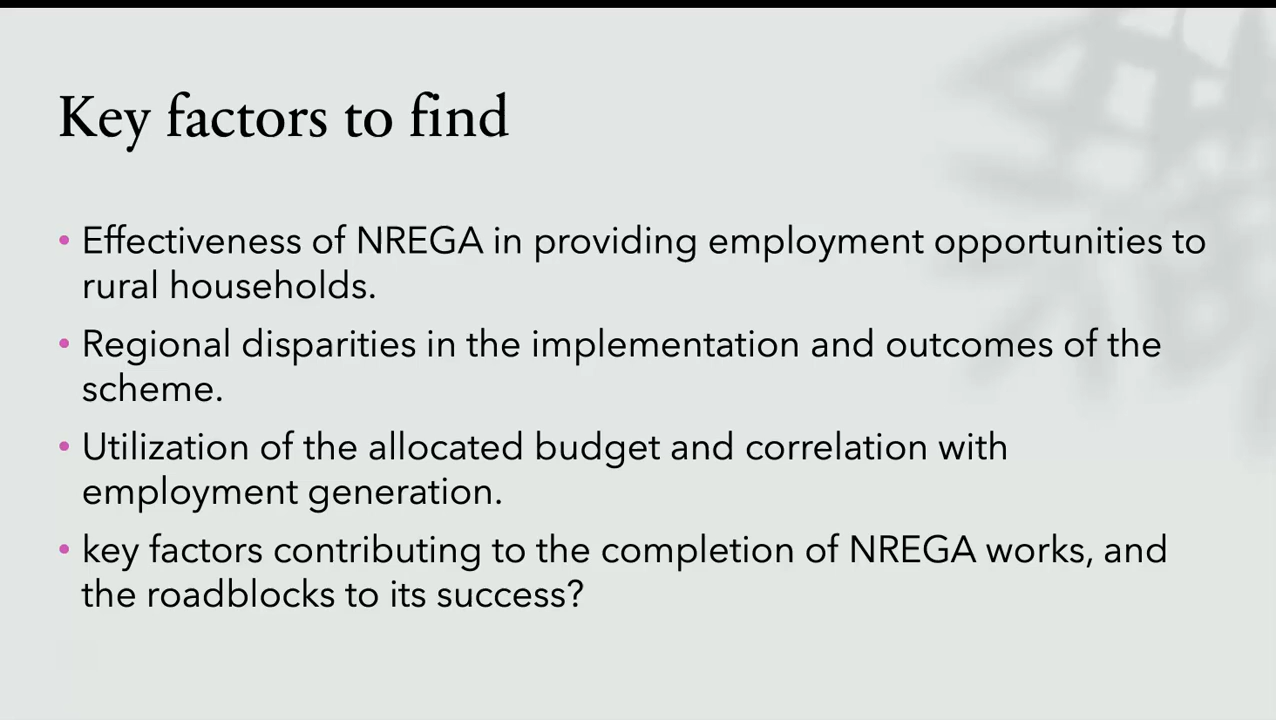 Key factors to find
• Effectiveness of NREGA in providing employment opportunities to
rural households.
• Regional disparities in the implementation and outcomes of the
scheme.
• Utilization of the allocated budget and correlation with
employment generation.
• key factors contributing to the completion of NREGA works, and
the roadblocks to its success?